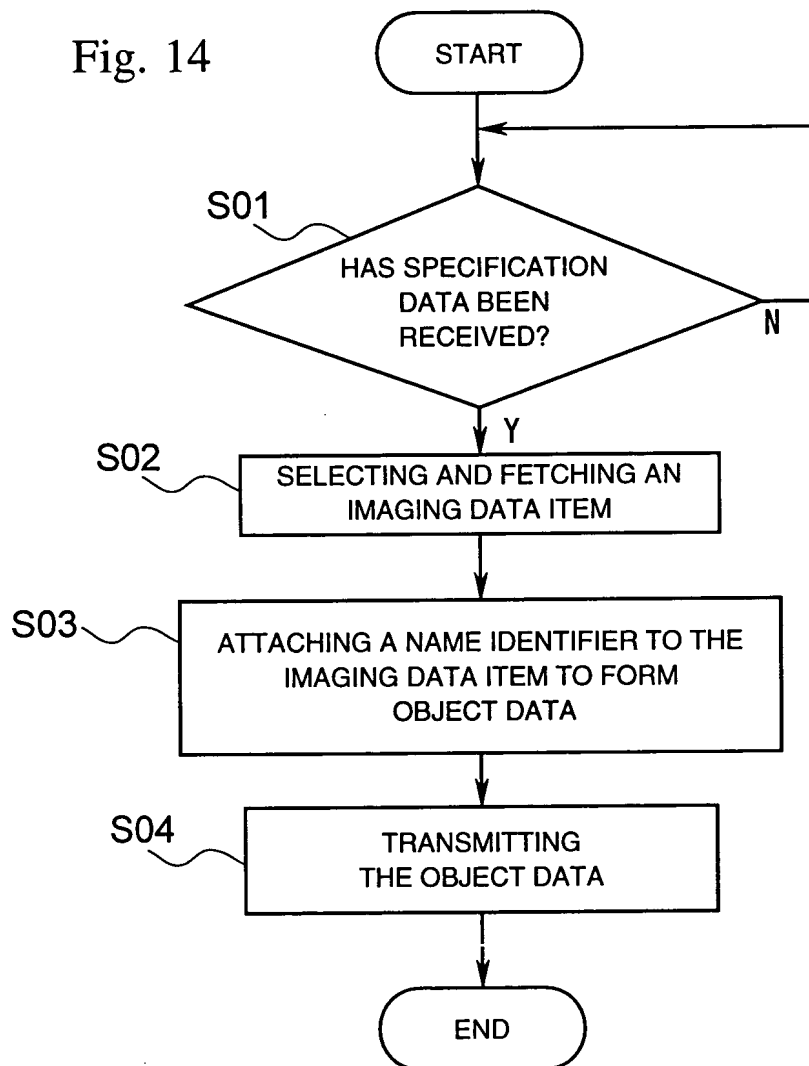 Fig. 14
START
S01
HAS SPECIFICATION
DATA BEEN
RECEIVED?
N
Y
S02
SELECTING AND FETCHING AN
IMAGING DATA ITEM
S03
ATTACHING A NAME IDENTIFIER TO THE
IMAGING DATA ITEM TO FORM
OBJECT DATA
S04
TRANSMITTING
THE OBJECT DATA
END